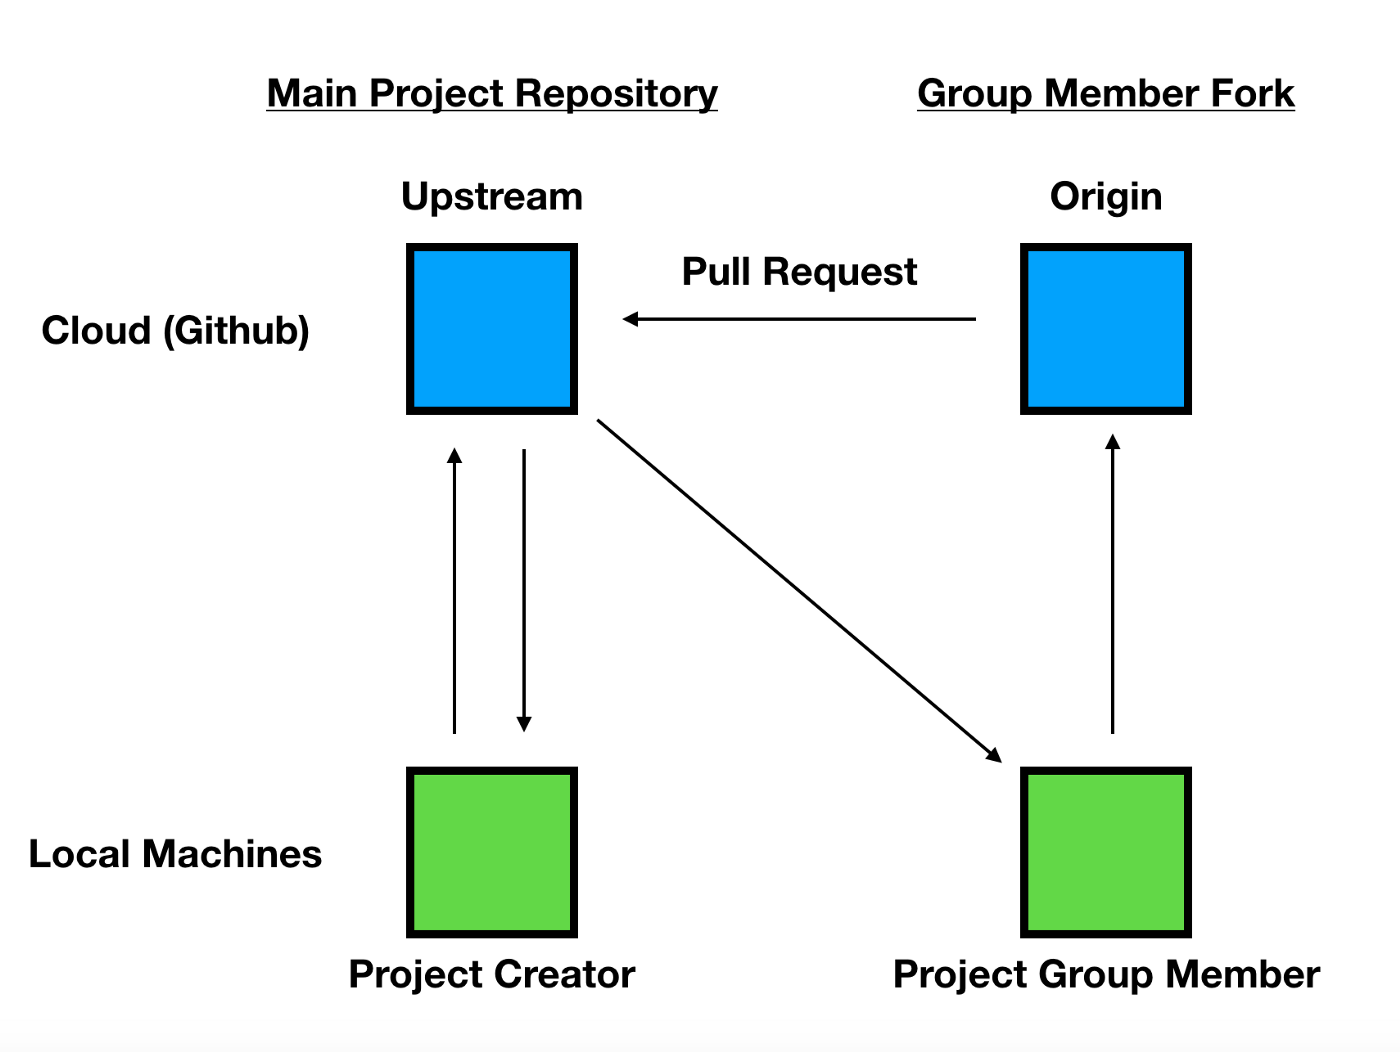 Main Project Repository
Group Member Fork
Upstream
Origin
Pull Request
Cloud (Github)
Local Machines
Project Creator
Project Group Member